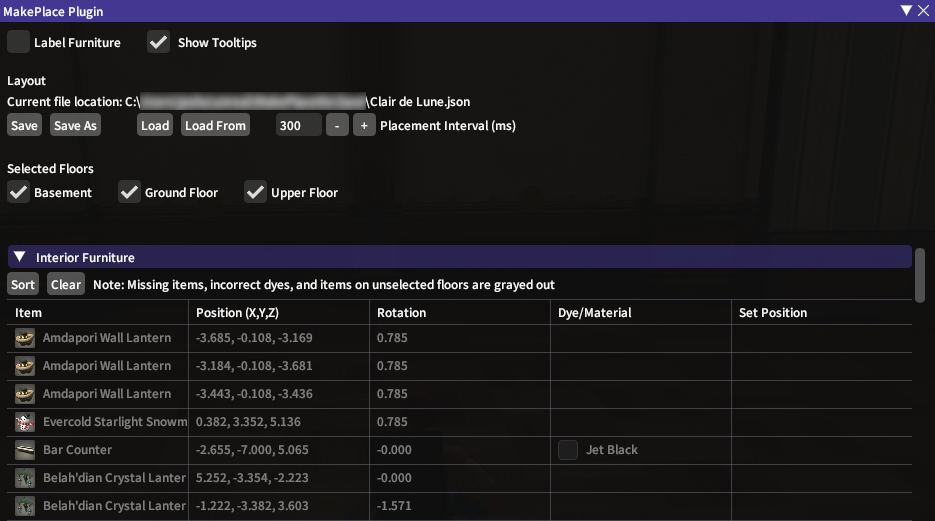 MakePlace Plugin
Label Furniture Show Tooltips
Layout
Current file location: C:\ \Clair de Lune.json
Save Save As Load Load From 300 - + Placement Interval (ms)
Selected Floors
Basement Ground Floor Upper Floor
Interior Furniture
Sort Clear Note: Missing items, incorrect dyes, and items on unselected floors are grayed out
Item Position (X,Y,Z) Rotation Dye/Material Set Position
Amdapori Wall Lantern -3.685, -0.108, -3.169 0.785
Amdapori Wall Lantern -3.184, -0.108, -3.681 0.785
Amdapori Wall Lantern -3.443, -0.108, -3.436 0.785
Evercold Starlight Snowm 0.382, 3.352, 5.136 0.785
Bar Counter -2.655, -7.000, 5.065 -0.000 Jet Black
Belah'dian Crystal Lanter 5.252, -3.354, -2.223 -0.000
Belah'dian Crystal Lanter -1.222, -3.382, 3.603 -1.571